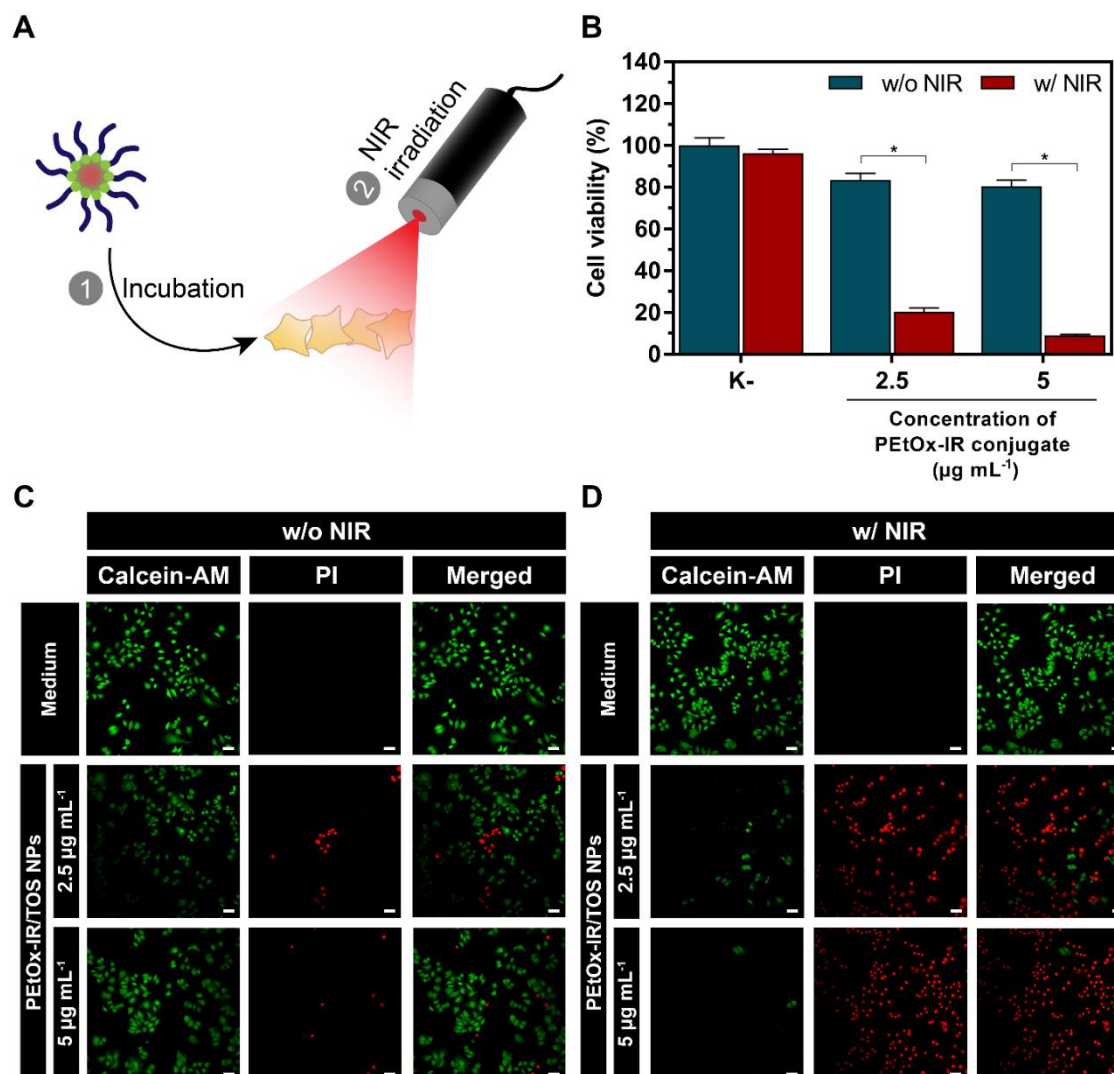 A
2 NIR
irradiation
1 Incubation
B
Cell viability (%)
140
120
100
80
60
40
20
0
w/o NIR
w/ NIR
*
*
K-
2.5
5
Concentration of
PEtOx-IR conjugate
(µg mL⁻¹)
C
w/o NIR
Calcein-AM
PI
Merged
Medium
PEtOx-IR/TOS NPs
2.5 µg mL⁻¹
5 µg mL⁻¹
D
w/ NIR
Calcein-AM
PI
Merged
Medium
PEtOx-IR/TOS NPs
2.5 µg mL⁻¹
5 µg mL⁻¹